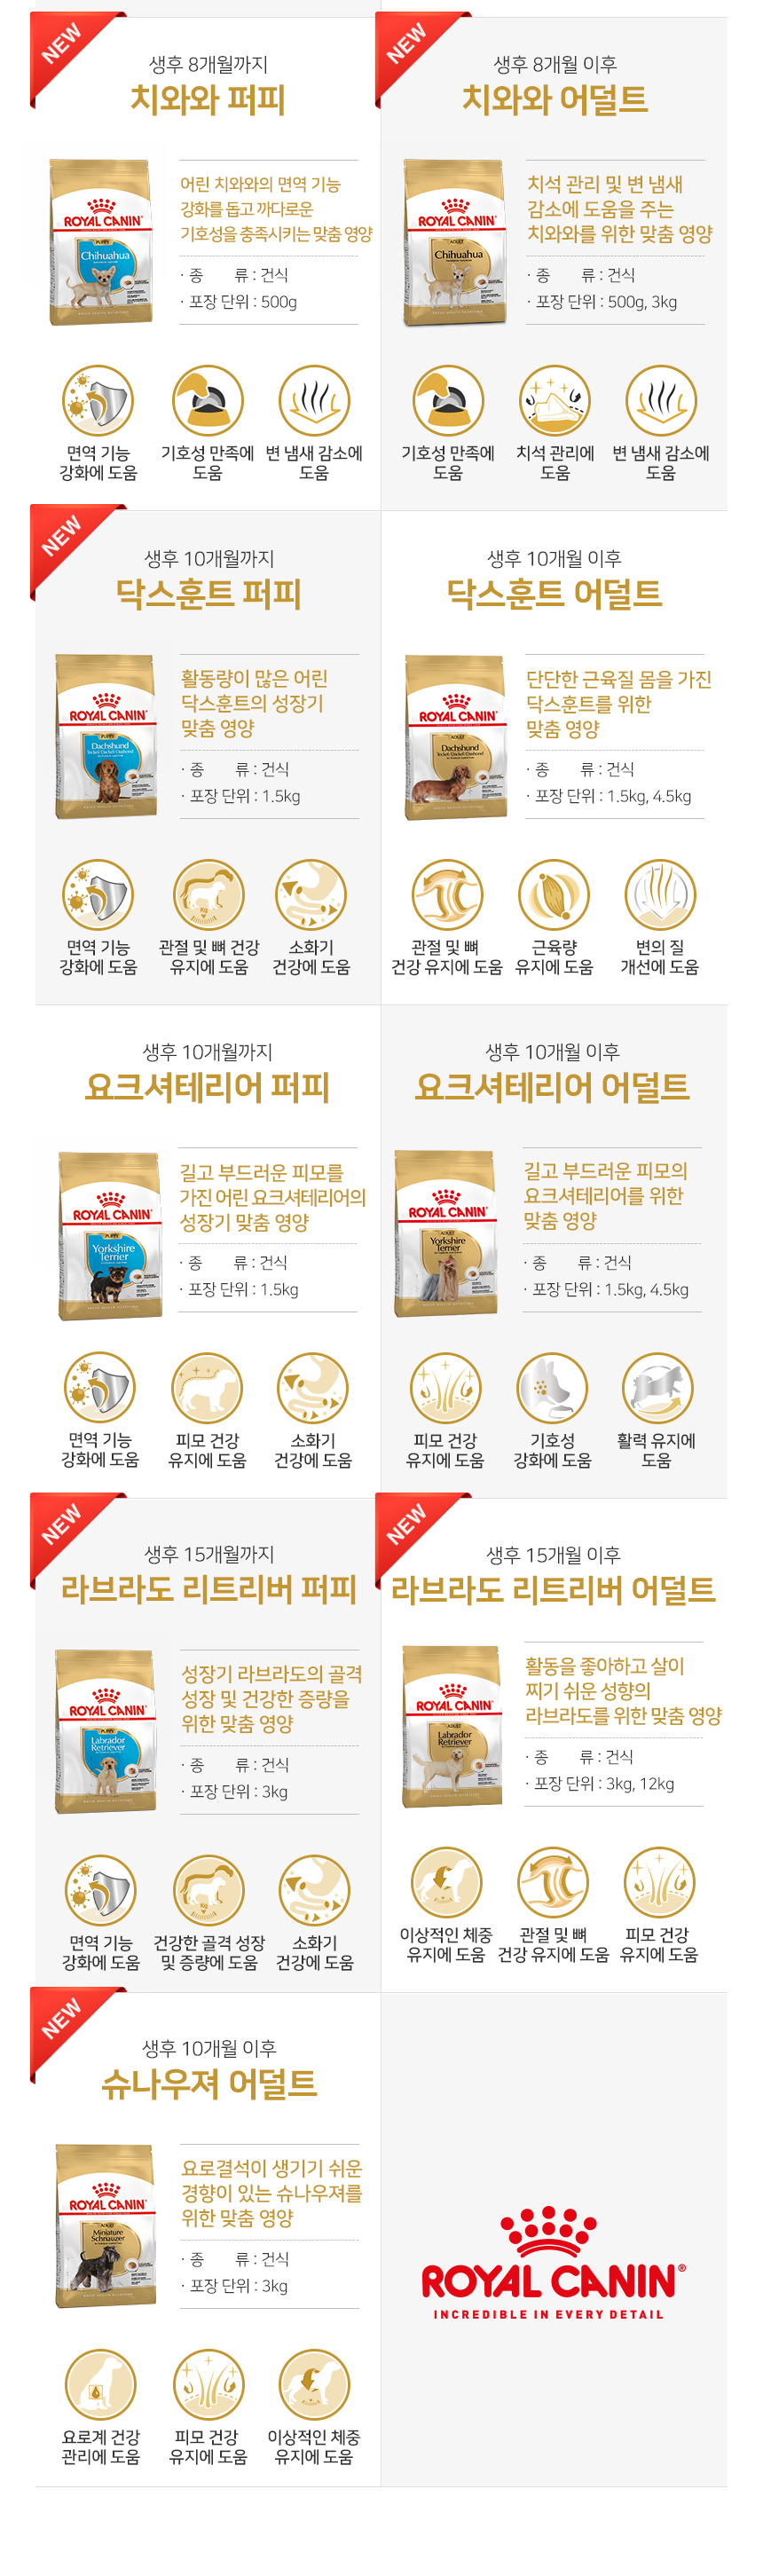 NEW
생후 8개월까지
치와와 퍼피
ROYAL CANIN
PUPPY
Chihuahua
어린 치와와의 면역 기능
강화를 돕고 까다로운
기호성을 충족시키는 맞춤 영양
· 종 류 : 건식
· 포장 단위 : 500g
면역 기능
강화에 도움
기호성 만족에
도움
변 냄새 감소에
도움
NEW
생후 8개월 이후
치와와 어덜트
ROYAL CANIN
ADULT
Chihuahua
치석 관리 및 변 냄새
감소에 도움을 주는
치와와를 위한 맞춤 영양
· 종 류 : 건식
· 포장 단위 : 500g, 3kg
기호성 만족에
도움
치석 관리에
도움
변 냄새 감소에
도움
NEW
생후 10개월까지
닥스훈트 퍼피
ROYAL CANIN
PUPPY
Dachshund
활동량이 많은 어린
닥스훈트의 성장기
맞춤 영양
· 종 류 : 건식
· 포장 단위 : 1.5kg
면역 기능
강화에 도움
Kg
관절 및 뼈 건강
유지에 도움
소화기
건강에 도움
생후 10개월 이후
닥스훈트 어덜트
ROYAL CANIN
ADULT
Dachshund
단단한 근육질 몸을 가진
닥스훈트를 위한
맞춤 영양
· 종 류 : 건식
· 포장 단위 : 1.5kg, 4.5kg
관절 및 뼈
건강 유지에 도움
근육량
유지에 도움
변의 질
개선에 도움
생후 10개월까지
요크셔테리어 퍼피
ROYAL CANIN
PUPPY
Yorkshire
Terrier
길고 부드러운 피모를
가진 어린 요크셔테리어의
성장기 맞춤 영양
· 종 류 : 건식
· 포장 단위 : 1.5kg
면역 기능
강화에 도움
피모 건강
유지에 도움
소화기
건강에 도움
생후 10개월 이후
요크셔테리어 어덜트
ROYAL CANIN
ADULT
Yorkshire
Terrier
길고 부드러운 피모의
요크셔테리어를 위한
맞춤 영양
· 종 류 : 건식
· 포장 단위 : 1.5kg, 4.5kg
피모 건강
유지에 도움
기호성
강화에 도움
활력 유지에
도움
NEW
생후 15개월까지
라브라도 리트리버 퍼피
ROYAL CANIN
PUPPY
Labrador
Retriever
성장기 라브라도의 골격
성장 및 건강한 증량을
위한 맞춤 영양
· 종 류 : 건식
· 포장 단위 : 3kg
면역 기능
강화에 도움
Kg
건강한 골격 성장
및 증량에 도움
소화기
건강에 도움
NEW
생후 15개월 이후
라브라도 리트리버 어덜트
ROYAL CANIN
ADULT
Labrador
Retriever
활동을 좋아하고 살이
찌기 쉬운 성향의
라브라도를 위한 맞춤 영양
· 종 류 : 건식
· 포장 단위 : 3kg, 12kg
이상적인 체중
유지에 도움
관절 및 뼈
건강 유지에 도움
피모 건강
유지에 도움
NEW
생후 10개월 이후
슈나우져 어덜트
ROYAL CANIN
ADULT
Miniature
Schnauzer
요로결석이 생기기 쉬운
경향이 있는 슈나우져를
위한 맞춤 영양
· 종 류 : 건식
· 포장 단위 : 3kg
요로계 건강
관리에 도움
피모 건강
유지에 도움
이상적인 체중
유지에 도움
ROYAL CANIN®
INCREDIBLE IN EVERY DETAIL